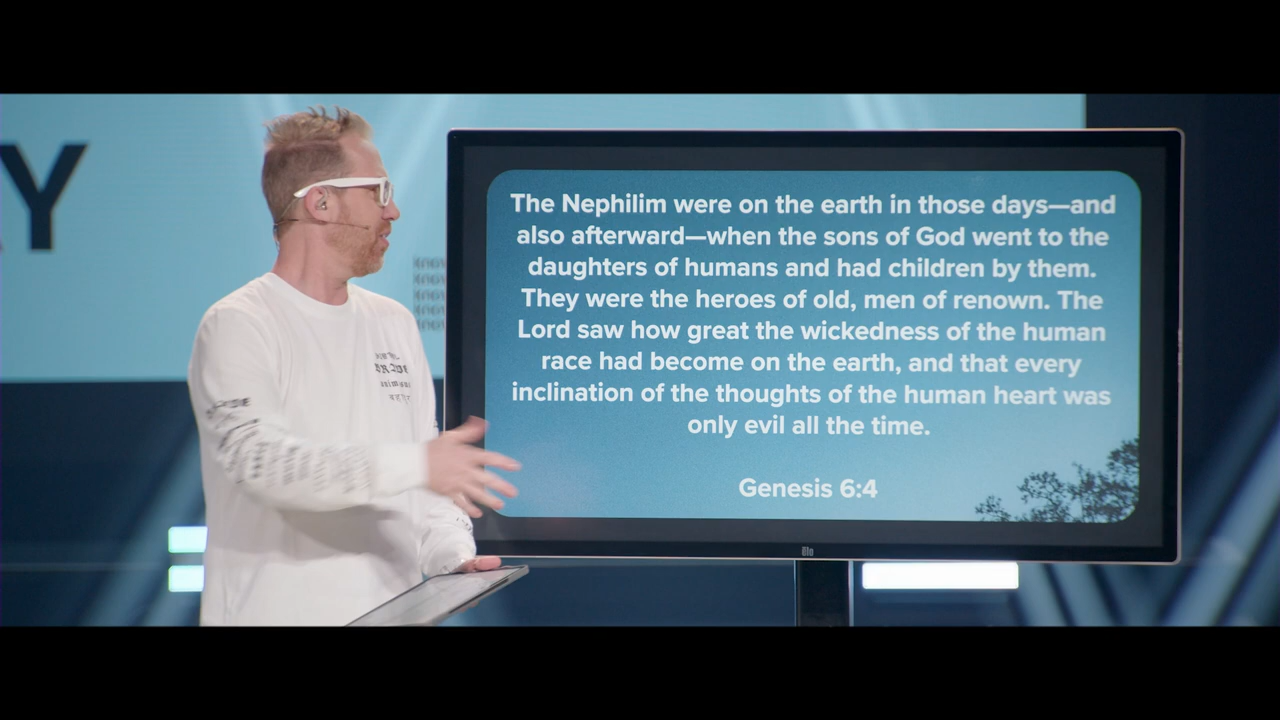 Y
The Nephilim were on the earth in those days—and
also afterward—when the sons of God went to the
daughters of humans and had children by them.
They were the heroes of old, men of renown. The
Lord saw how great the wickedness of the human
race had become on the earth, and that every
inclination of the thoughts of the human heart was
only evil all the time.
Genesis 6:4
elo